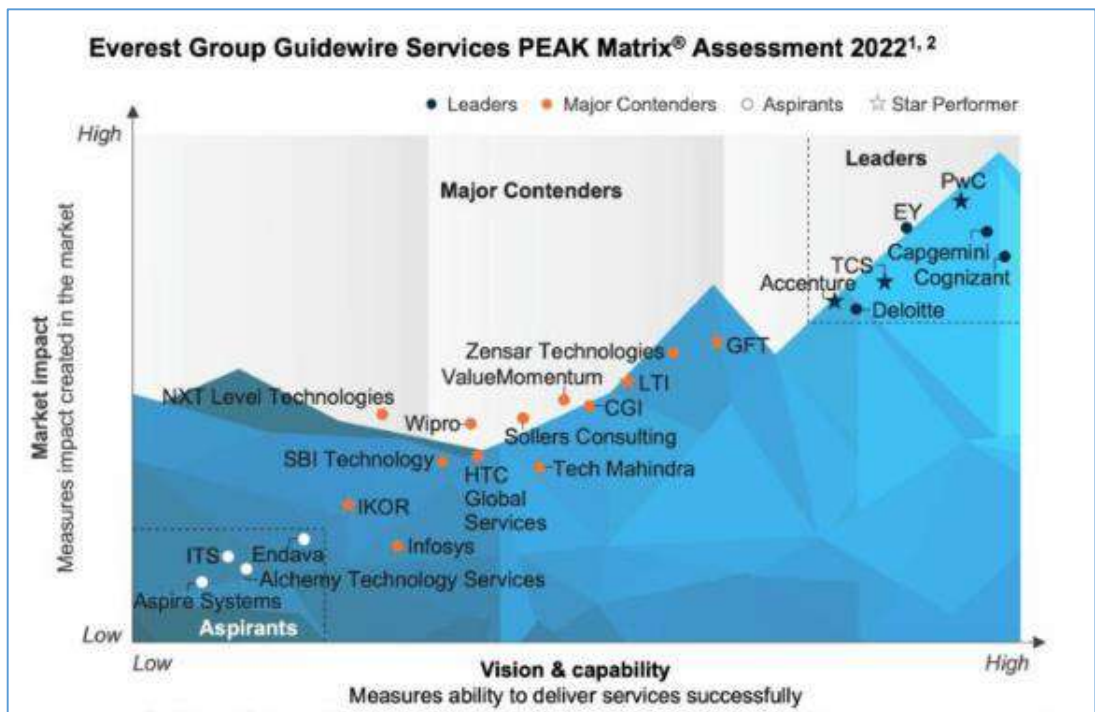 Everest Group Guidewire Services PEAK Matrix® Assessment 2022¹, ²
Leaders
Major Contenders
Aspirants
Star Performer
High
Leaders
Major Contenders
PwC
EY
Capgemini
TCS
Cognizant
Accenture
Deloitte
Zensar Technologies
GFT
ValueMomentum
LTI
NXT Level Technologies
CGI
Wipro
Sollers Consulting
SBI Technology
HTC
Global
Services
Tech Mahindra
IKOR
Infosys
ITS
Endava
Alchemy Technology Services
Aspire Systems
Aspirants
Market impact
Measures impact created in the market
Low
Low
Vision & capability
High
Measures ability to deliver services successfully